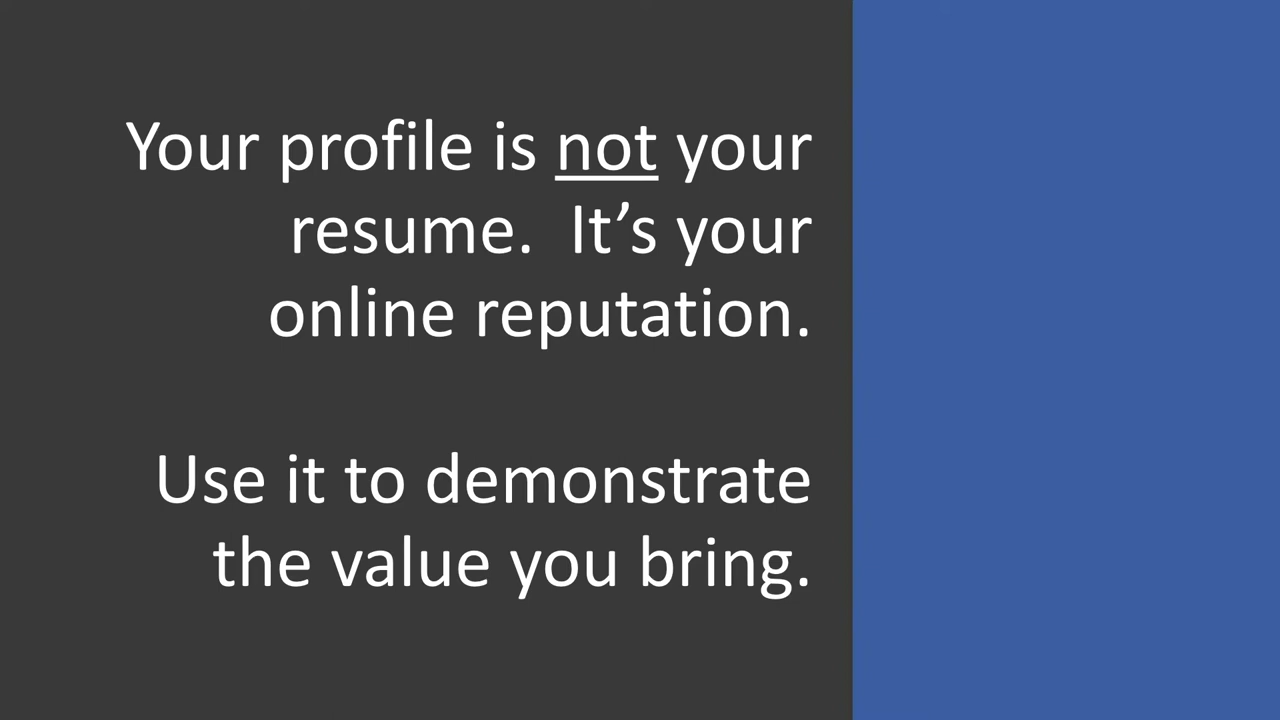 Your profile is not your
resume.  It’s your
online reputation.
Use it to demonstrate
the value you bring.